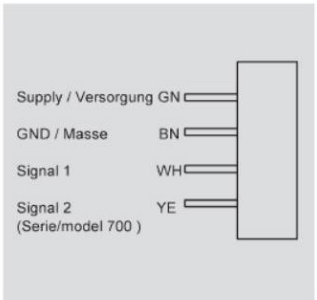 Supply / Versorgung GN
GND / Masse BN
Signal 1 WH
Signal 2 YE
(Serie/model 700 )